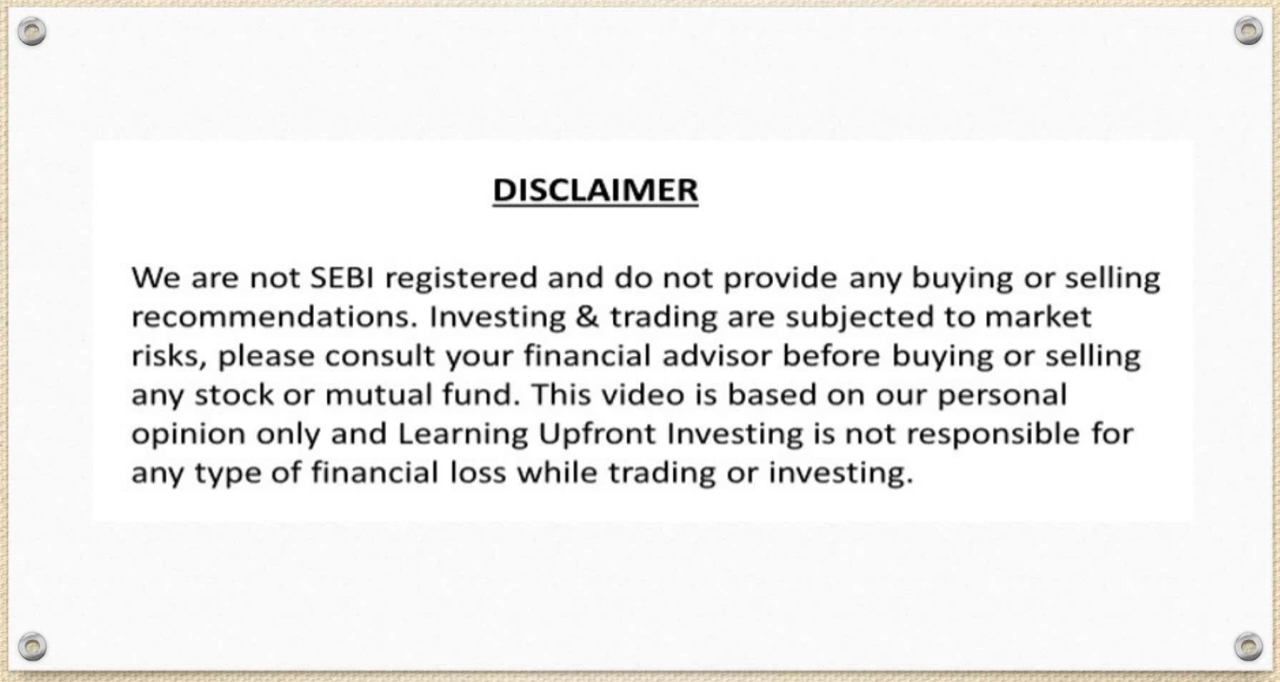 DISCLAIMER
We are not SEBI registered and do not provide any buying or selling
recommendations. Investing & trading are subjected to market
risks, please consult your financial advisor before buying or selling
any stock or mutual fund. This video is based on our personal
opinion only and Learning Upfront Investing is not responsible for
any type of financial loss while trading or investing.